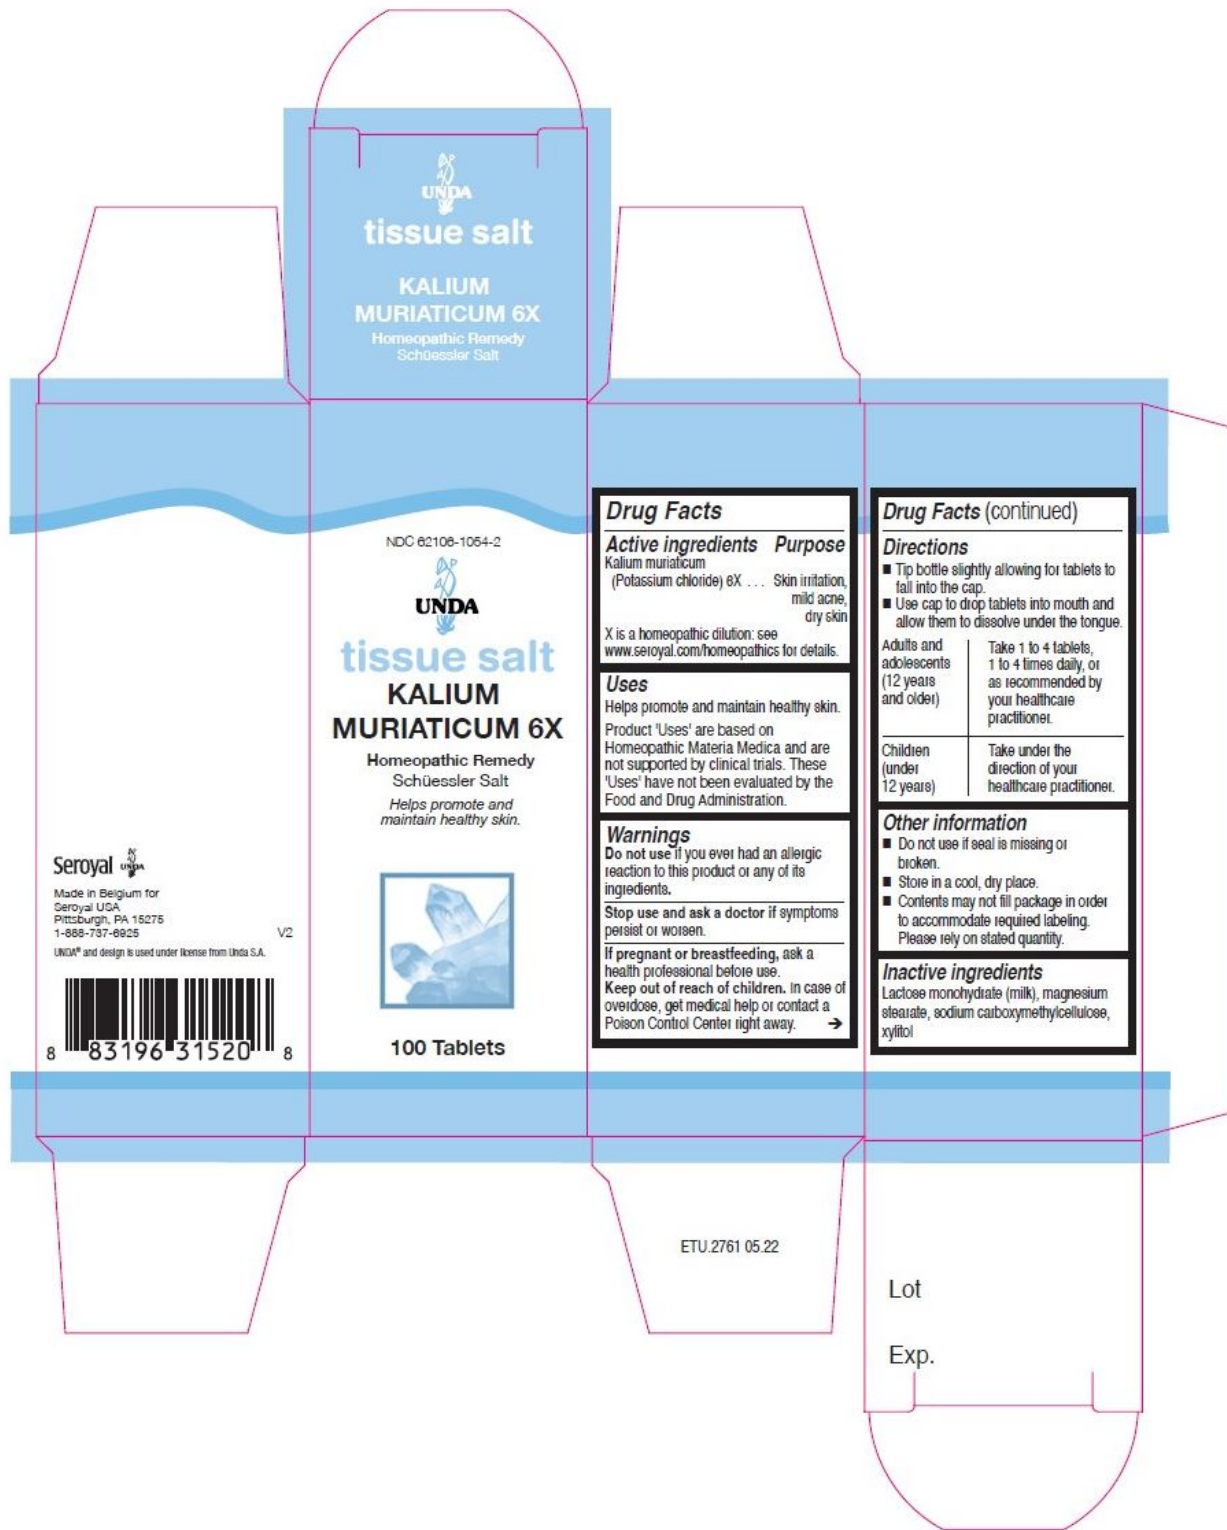 UNDA
tissue salt
KALIUM
MURIATICUM 6X
Homeopathic Remedy
Schüessler Salt
Seroyal UNDA
Made in Belgium for
Seroyal USA
Pittsburgh, PA 15275
1-888-737-6925
V2
UNDA® and design is used under license from Unda S.A.
8 83196 31520 8
NDC 62106-1054-2
UNDA
tissue salt
KALIUM
MURIATICUM 6X
Homeopathic Remedy
Schüessler Salt
Helps promote and
maintain healthy skin.
100 Tablets
Drug Facts
Active ingredients Purpose
Kalium muriaticum
(Potassium chloride) 6X . . . Skin irritation,
mild acne,
dry skin
X is a homeopathic dilution: see
www.seroyal.com/homeopathics for details.
Uses
Helps promote and maintain healthy skin.
Product 'Uses' are based on
Homeopathic Materia Medica and are
not supported by clinical trials. These
'Uses' have not been evaluated by the
Food and Drug Administration.
Warnings
Do not use if you ever had an allergic
reaction to this product or any of its
ingredients.
Stop use and ask a doctor if symptoms
persist or worsen.
If pregnant or breastfeeding, ask a
health professional before use.
Keep out of reach of children. In case of
overdose, get medical help or contact a
Poison Control Center right away. ➔
Drug Facts (continued)
Directions
■ Tip bottle slightly allowing for tablets to
fall into the cap.
■ Use cap to drop tablets into mouth and
allow them to dissolve under the tongue.
Adults and
adolescents
(12 years
and older)
Take 1 to 4 tablets,
1 to 4 times daily, or
as recommended by
your healthcare
practitioner.
Children
(under
12 years)
Take under the
direction of your
healthcare practitioner.
Other information
■ Do not use if seal is missing or
broken.
■ Store in a cool, dry place.
■ Contents may not fill package in order
to accommodate required labeling.
Please rely on stated quantity.
Inactive ingredients
Lactose monohydrate (milk), magnesium
stearate, sodium carboxymethylcellulose,
xylitol
ETU.2761 05.22
Lot
Exp.